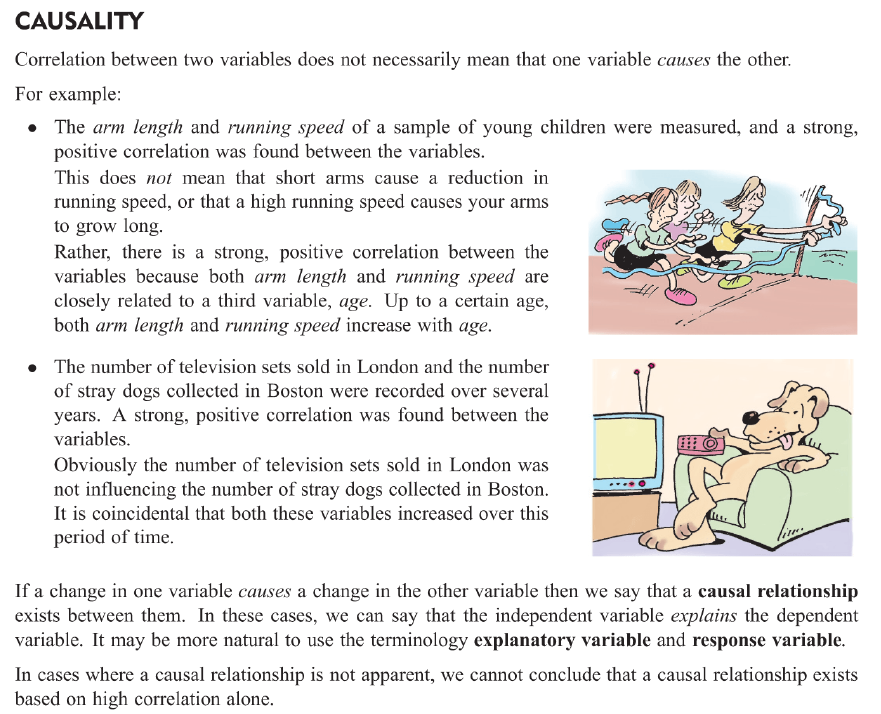 CAUSALITY
Correlation between two variables does not necessarily mean that one variable causes the other.
For example:
• The arm length and running speed of a sample of young children were measured, and a strong,
positive correlation was found between the variables.
This does not mean that short arms cause a reduction in
running speed, or that a high running speed causes your arms
to grow long.
Rather, there is a strong, positive correlation between the
variables because both arm length and running speed are
closely related to a third variable, age. Up to a certain age,
both arm length and running speed increase with age.
• The number of television sets sold in London and the number
of stray dogs collected in Boston were recorded over several
years. A strong, positive correlation was found between the
variables.
Obviously the number of television sets sold in London was
not influencing the number of stray dogs collected in Boston.
It is coincidental that both these variables increased over this
period of time.
If a change in one variable causes a change in the other variable then we say that a causal relationship
exists between them. In these cases, we can say that the independent variable explains the dependent
variable. It may be more natural to use the terminology explanatory variable and response variable.
In cases where a causal relationship is not apparent, we cannot conclude that a causal relationship exists
based on high correlation alone.